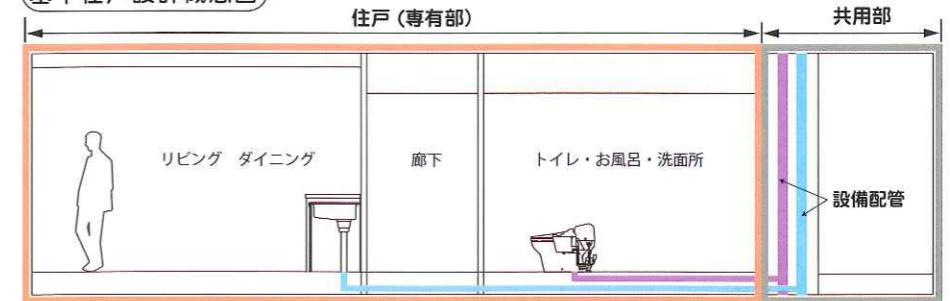 住戸(専有部)
共用部
リビング ダイニング
廊下
トイレ・お風呂・洗面所
設備配管